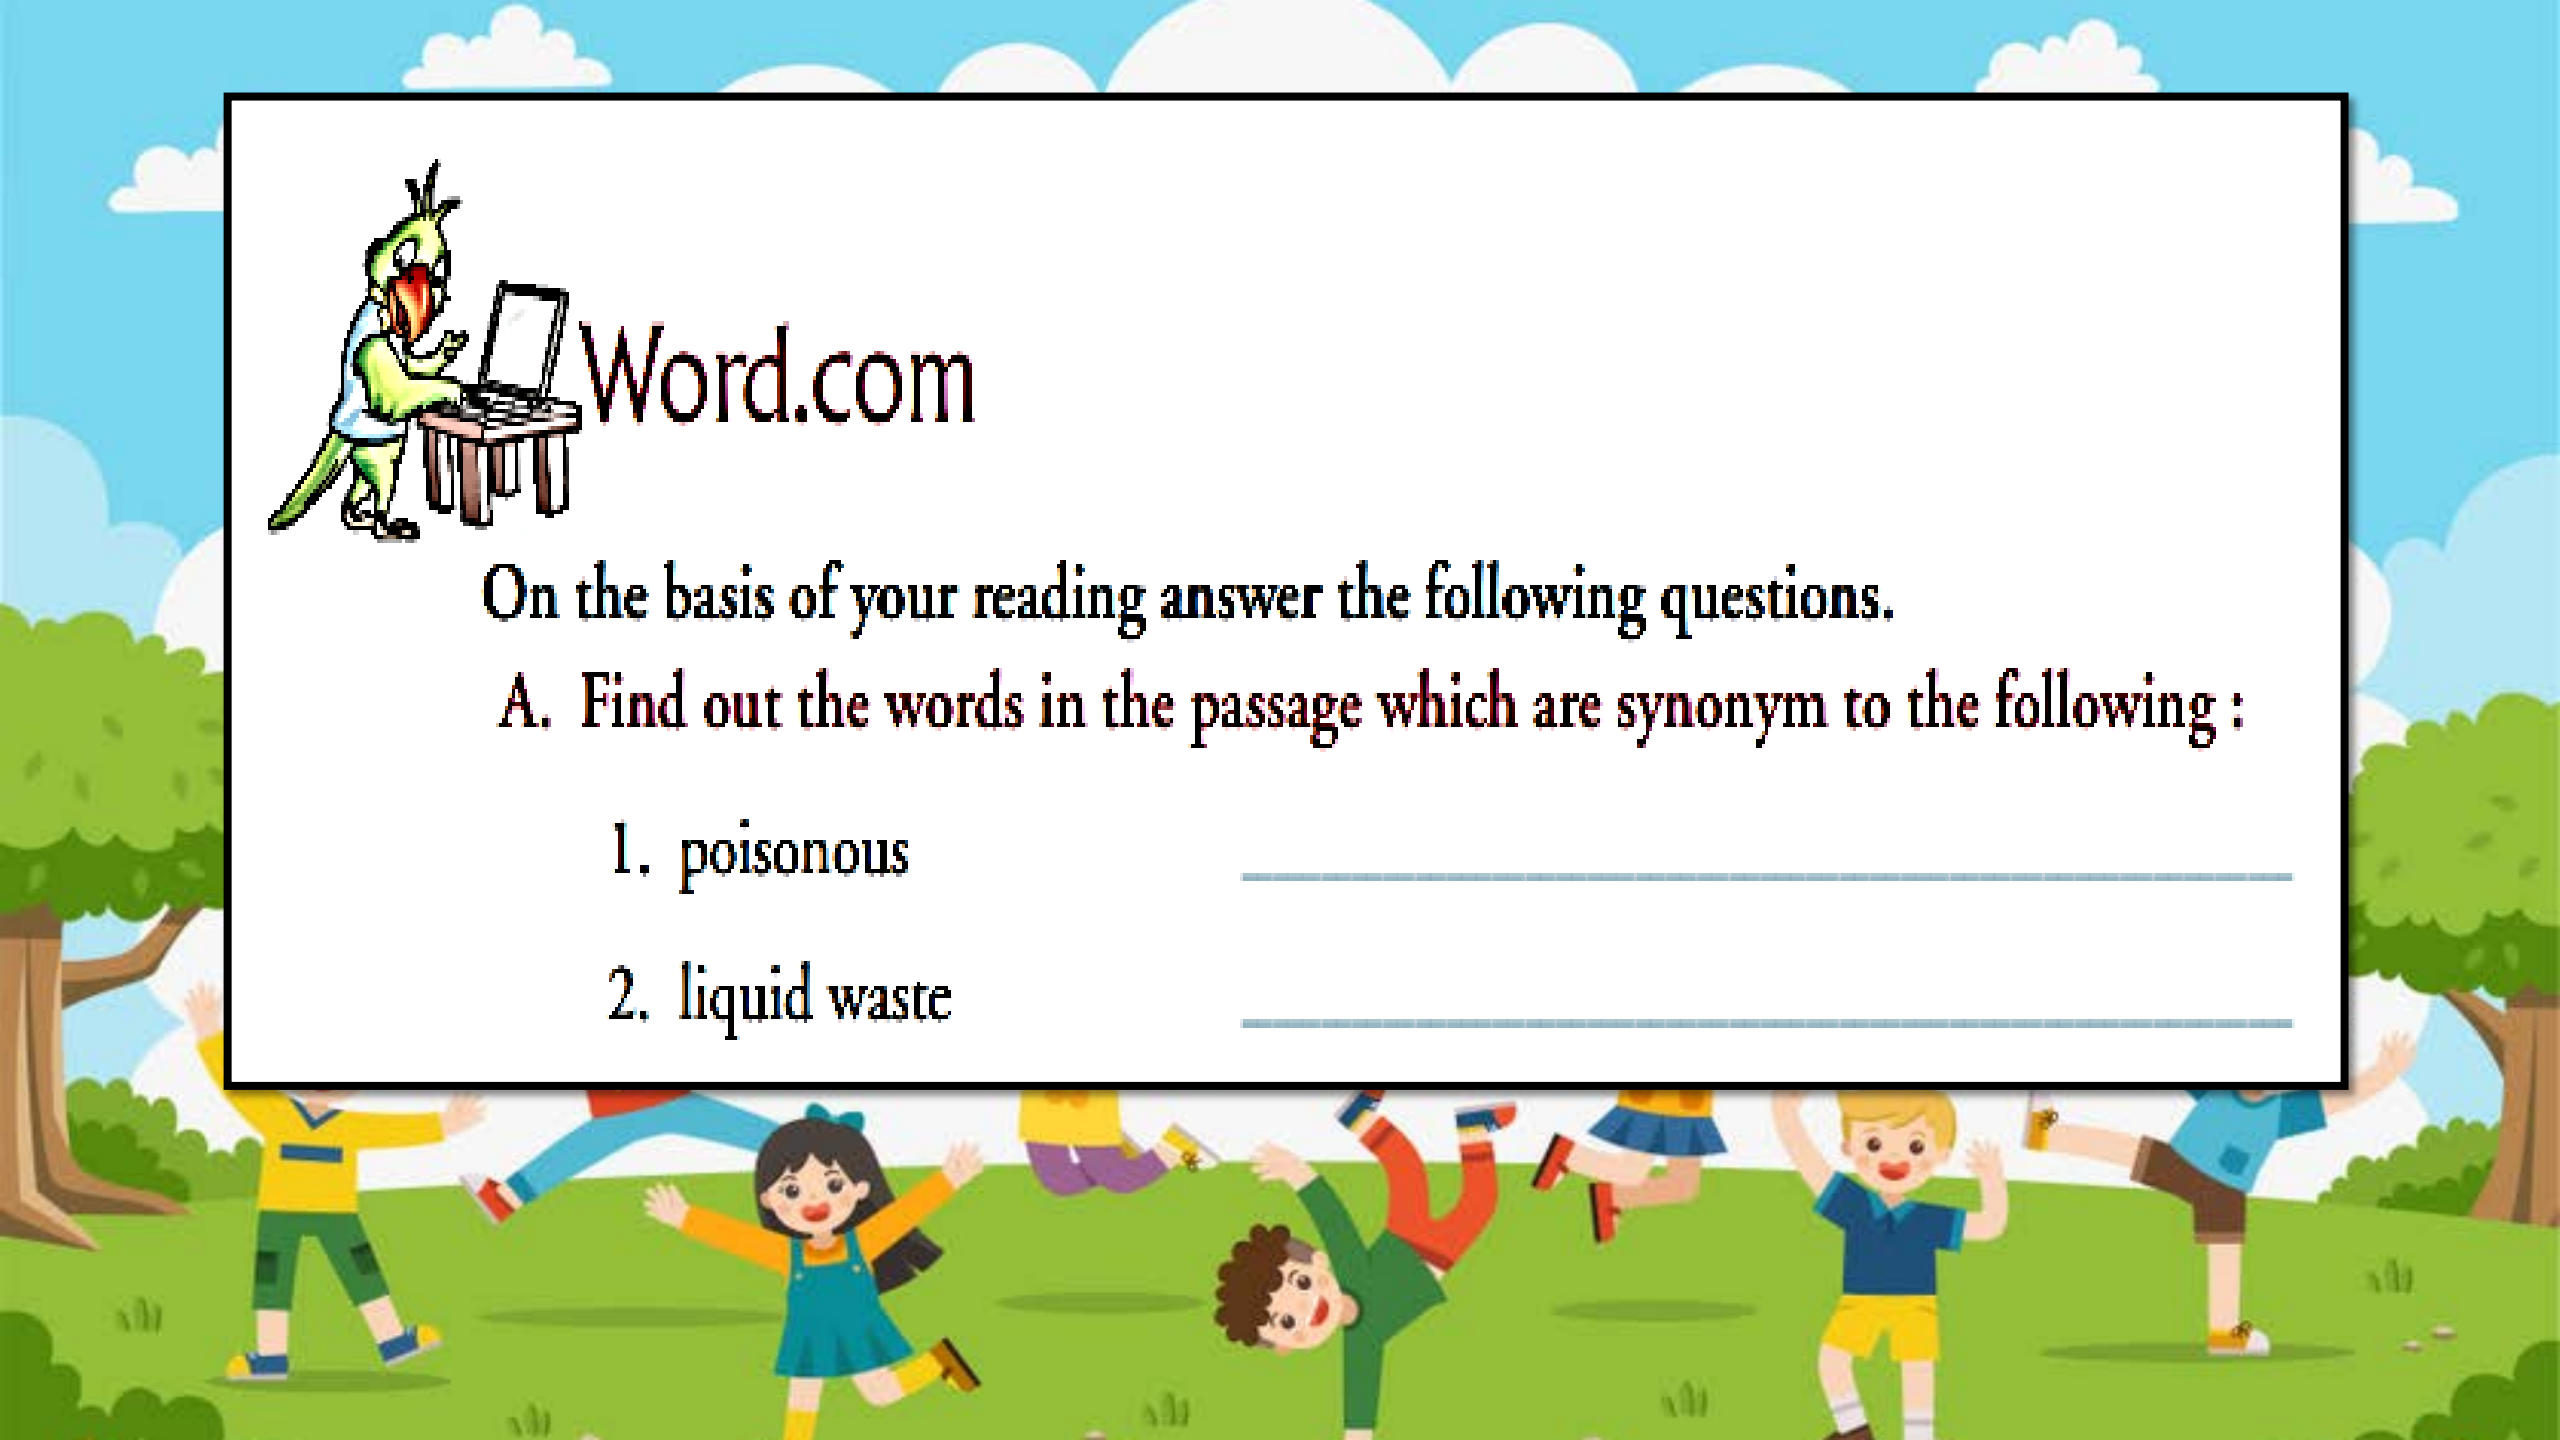 Word.com
On the basis of your reading answer the following questions.
A. Find out the words in the passage which are synonym to the following :
1. poisonous
2. liquid waste